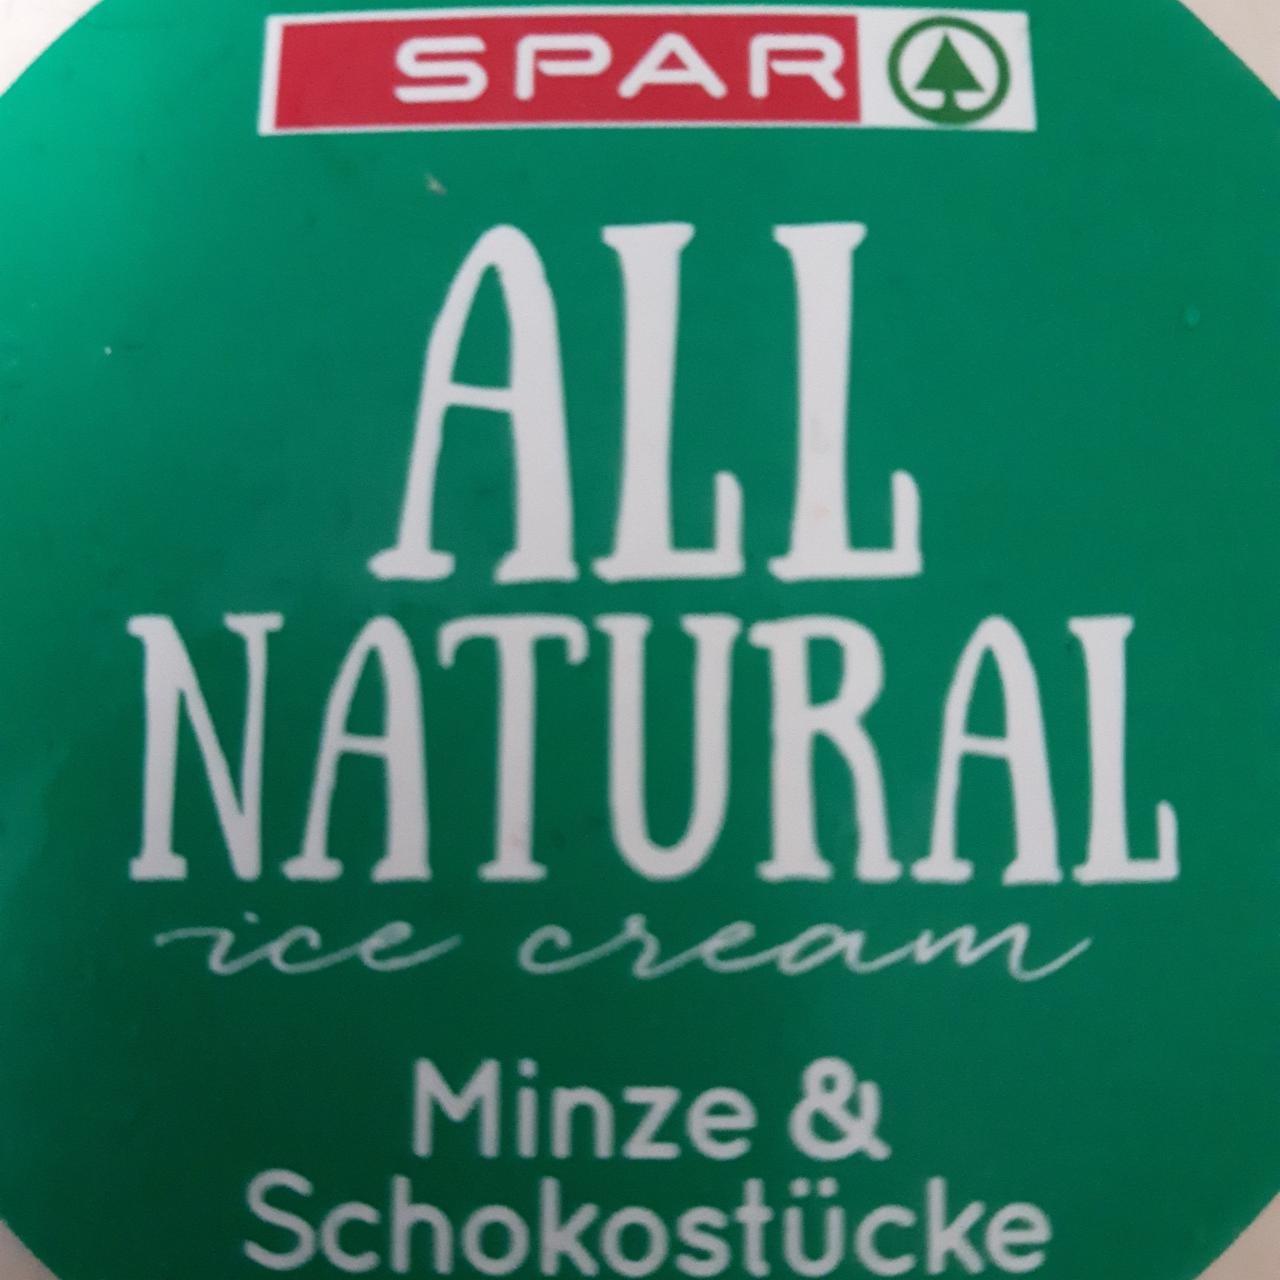 SPAR
ALL
NATURAL
ice cream
Minze &
Schokostücke